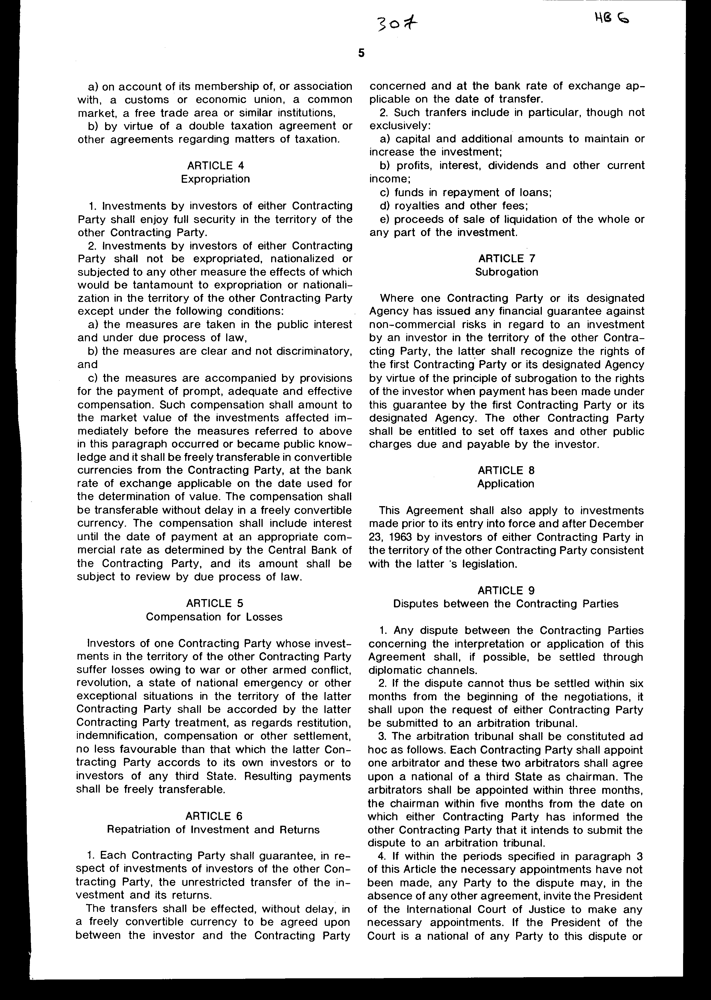 307
HB 6
5
a) on account of its membership of, or association
with, a customs or economic union, a common
market, a free trade area or similar institutions,
b) by virtue of a double taxation agreement or
other agreements regarding matters of taxation.
ARTICLE 4
Expropriation
1. Investments by investors of either Contracting
Party shall enjoy full security in the territory of the
other Contracting Party.
2. Investments by investors of either Contracting
Party shall not be expropriated, nationalized or
subjected to any other measure the effects of which
would be tantamount to expropriation or nationali-
zation in the territory of the other Contracting Party
except under the following conditions:
a) the measures are taken in the public interest
and under due process of law,
b) the measures are clear and not discriminatory,
and
c) the measures are accompanied by provisions
for the payment of prompt, adequate and effective
compensation. Such compensation shall amount to
the market value of the investments affected im-
mediately before the measures referred to above
in this paragraph occurred or became public know-
ledge and it shall be freely transferable in convertible
currencies from the Contracting Party, at the bank
rate of exchange applicable on the date used for
the determination of value. The compensation shall
be transferable without delay in a freely convertible
currency. The compensation shall include interest
until the date of payment at an appropriate com-
mercial rate as determined by the Central Bank of
the Contracting Party, and its amount shall be
subject to review by due process of law.
ARTICLE 5
Compensation for Losses
Investors of one Contracting Party whose invest-
ments in the territory of the other Contracting Party
suffer losses owing to war or other armed conflict,
revolution, a state of national emergency or other
exceptional situations in the territory of the latter
Contracting Party shall be accorded by the latter
Contracting Party treatment, as regards restitution,
indemnification, compensation or other settlement,
no less favourable than that which the latter Con-
tracting Party accords to its own investors or to
investors of any third State. Resulting payments
shall be freely transferable.
ARTICLE 6
Repatriation of Investment and Returns
1. Each Contracting Party shall guarantee, in re-
spect of investments of investors of the other Con-
tracting Party, the unrestricted transfer of the in-
vestment and its returns.
The transfers shall be effected, without delay, in
a freely convertible currency to be agreed upon
between the investor and the Contracting Party
concerned and at the bank rate of exchange ap-
plicable on the date of transfer.
2. Such tranfers include in particular, though not
exclusively:
a) capital and additional amounts to maintain or
increase the investment;
b) profits, interest, dividends and other current
income;
c) funds in repayment of loans;
d) royalties and other fees;
e) proceeds of sale of liquidation of the whole or
any part of the investment.
ARTICLE 7
Subrogation
Where one Contracting Party or its designated
Agency has issued any financial guarantee against
non-commercial risks in regard to an investment
by an investor in the territory of the other Contra-
cting Party, the latter shall recognize the rights of
the first Contracting Party or its designated Agency
by virtue of the principle of subrogation to the rights
of the investor when payment has been made under
this guarantee by the first Contracting Party or its
designated Agency. The other Contracting Party
shall be entitled to set off taxes and other public
charges due and payable by the investor.
ARTICLE 8
Application
This Agreement shall also apply to investments
made prior to its entry into force and after December
23, 1963 by investors of either Contracting Party in
the territory of the other Contracting Party consistent
with the latter 's legislation.
ARTICLE 9
Disputes between the Contracting Parties
1. Any dispute between the Contracting Parties
concerning the interpretation or application of this
Agreement shall, if possible, be settled through
diplomatic channels.
2. If the dispute cannot thus be settled within six
months from the beginning of the negotiations, it
shall upon the request of either Contracting Party
be submitted to an arbitration tribunal.
3. The arbitration tribunal shall be constituted ad
hoc as follows. Each Contracting Party shall appoint
one arbitrator and these two arbitrators shall agree
upon a national of a third State as chairman. The
arbitrators shall be appointed within three months,
the chairman within five months from the date on
which either Contracting Party has informed the
other Contracting Party that it intends to submit the
dispute to an arbitration tribunal.
4. If within the periods specified in paragraph 3
of this Article the necessary appointments have not
been made, any Party to the dispute may, in the
absence of any other agreement, invite the President
of the International Court of Justice to make any
necessary appointments. If the President of the
Court is a national of any Party to this dispute or